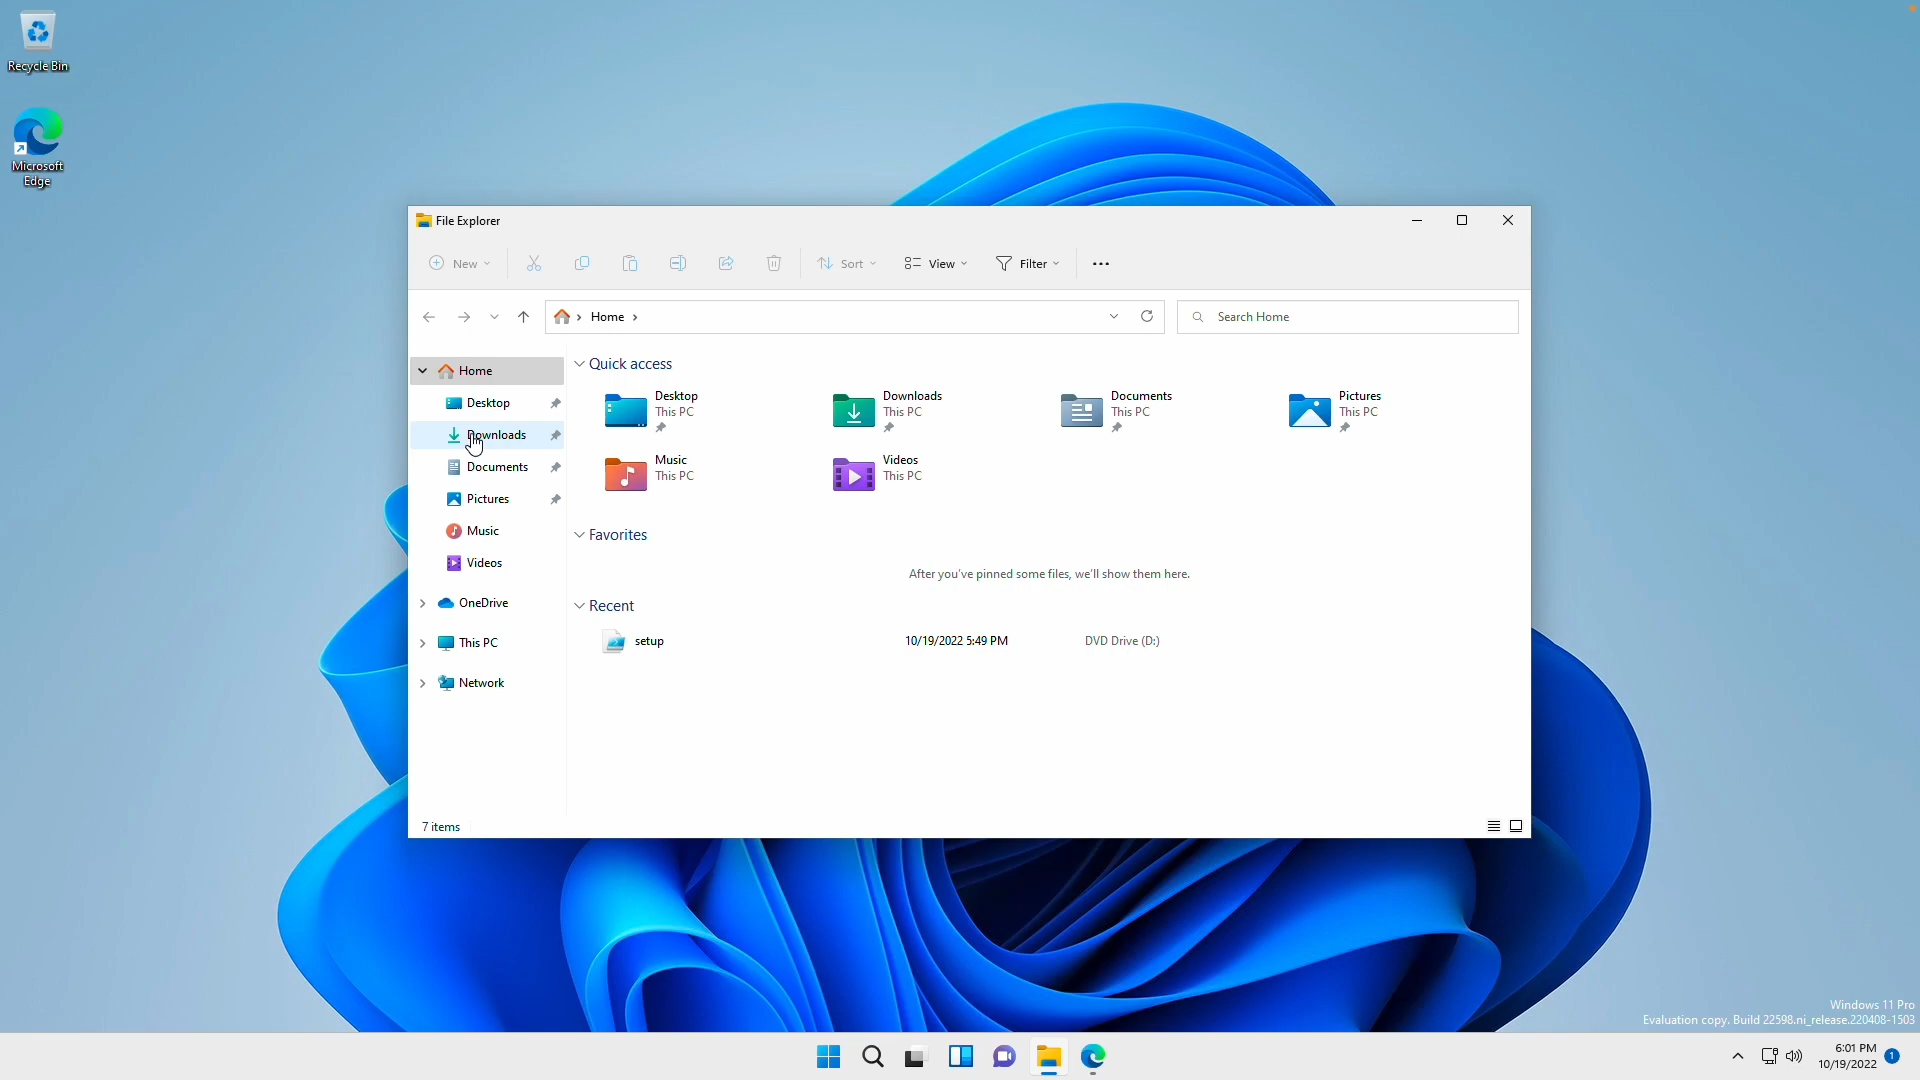 Recycle Bin
Microsoft
Edge
File Explorer
New
Sort
View
Filter
Home
Search Home
Home
Desktop
Downloads
Documents
Pictures
Music
Videos
OneDrive
This PC
Network
Quick access
Desktop
This PC
Downloads
This PC
Documents
This PC
Pictures
This PC
Music
This PC
Videos
This PC
Favorites
After you've pinned some files, we'll show them here.
Recent
setup 10/19/2022 5:49 PM DVD Drive (D:)
7 items
Windows 11 Pro
Evaluation copy. Build 22598.ni_release.220408-1503
6:01 PM
10/19/2022
1